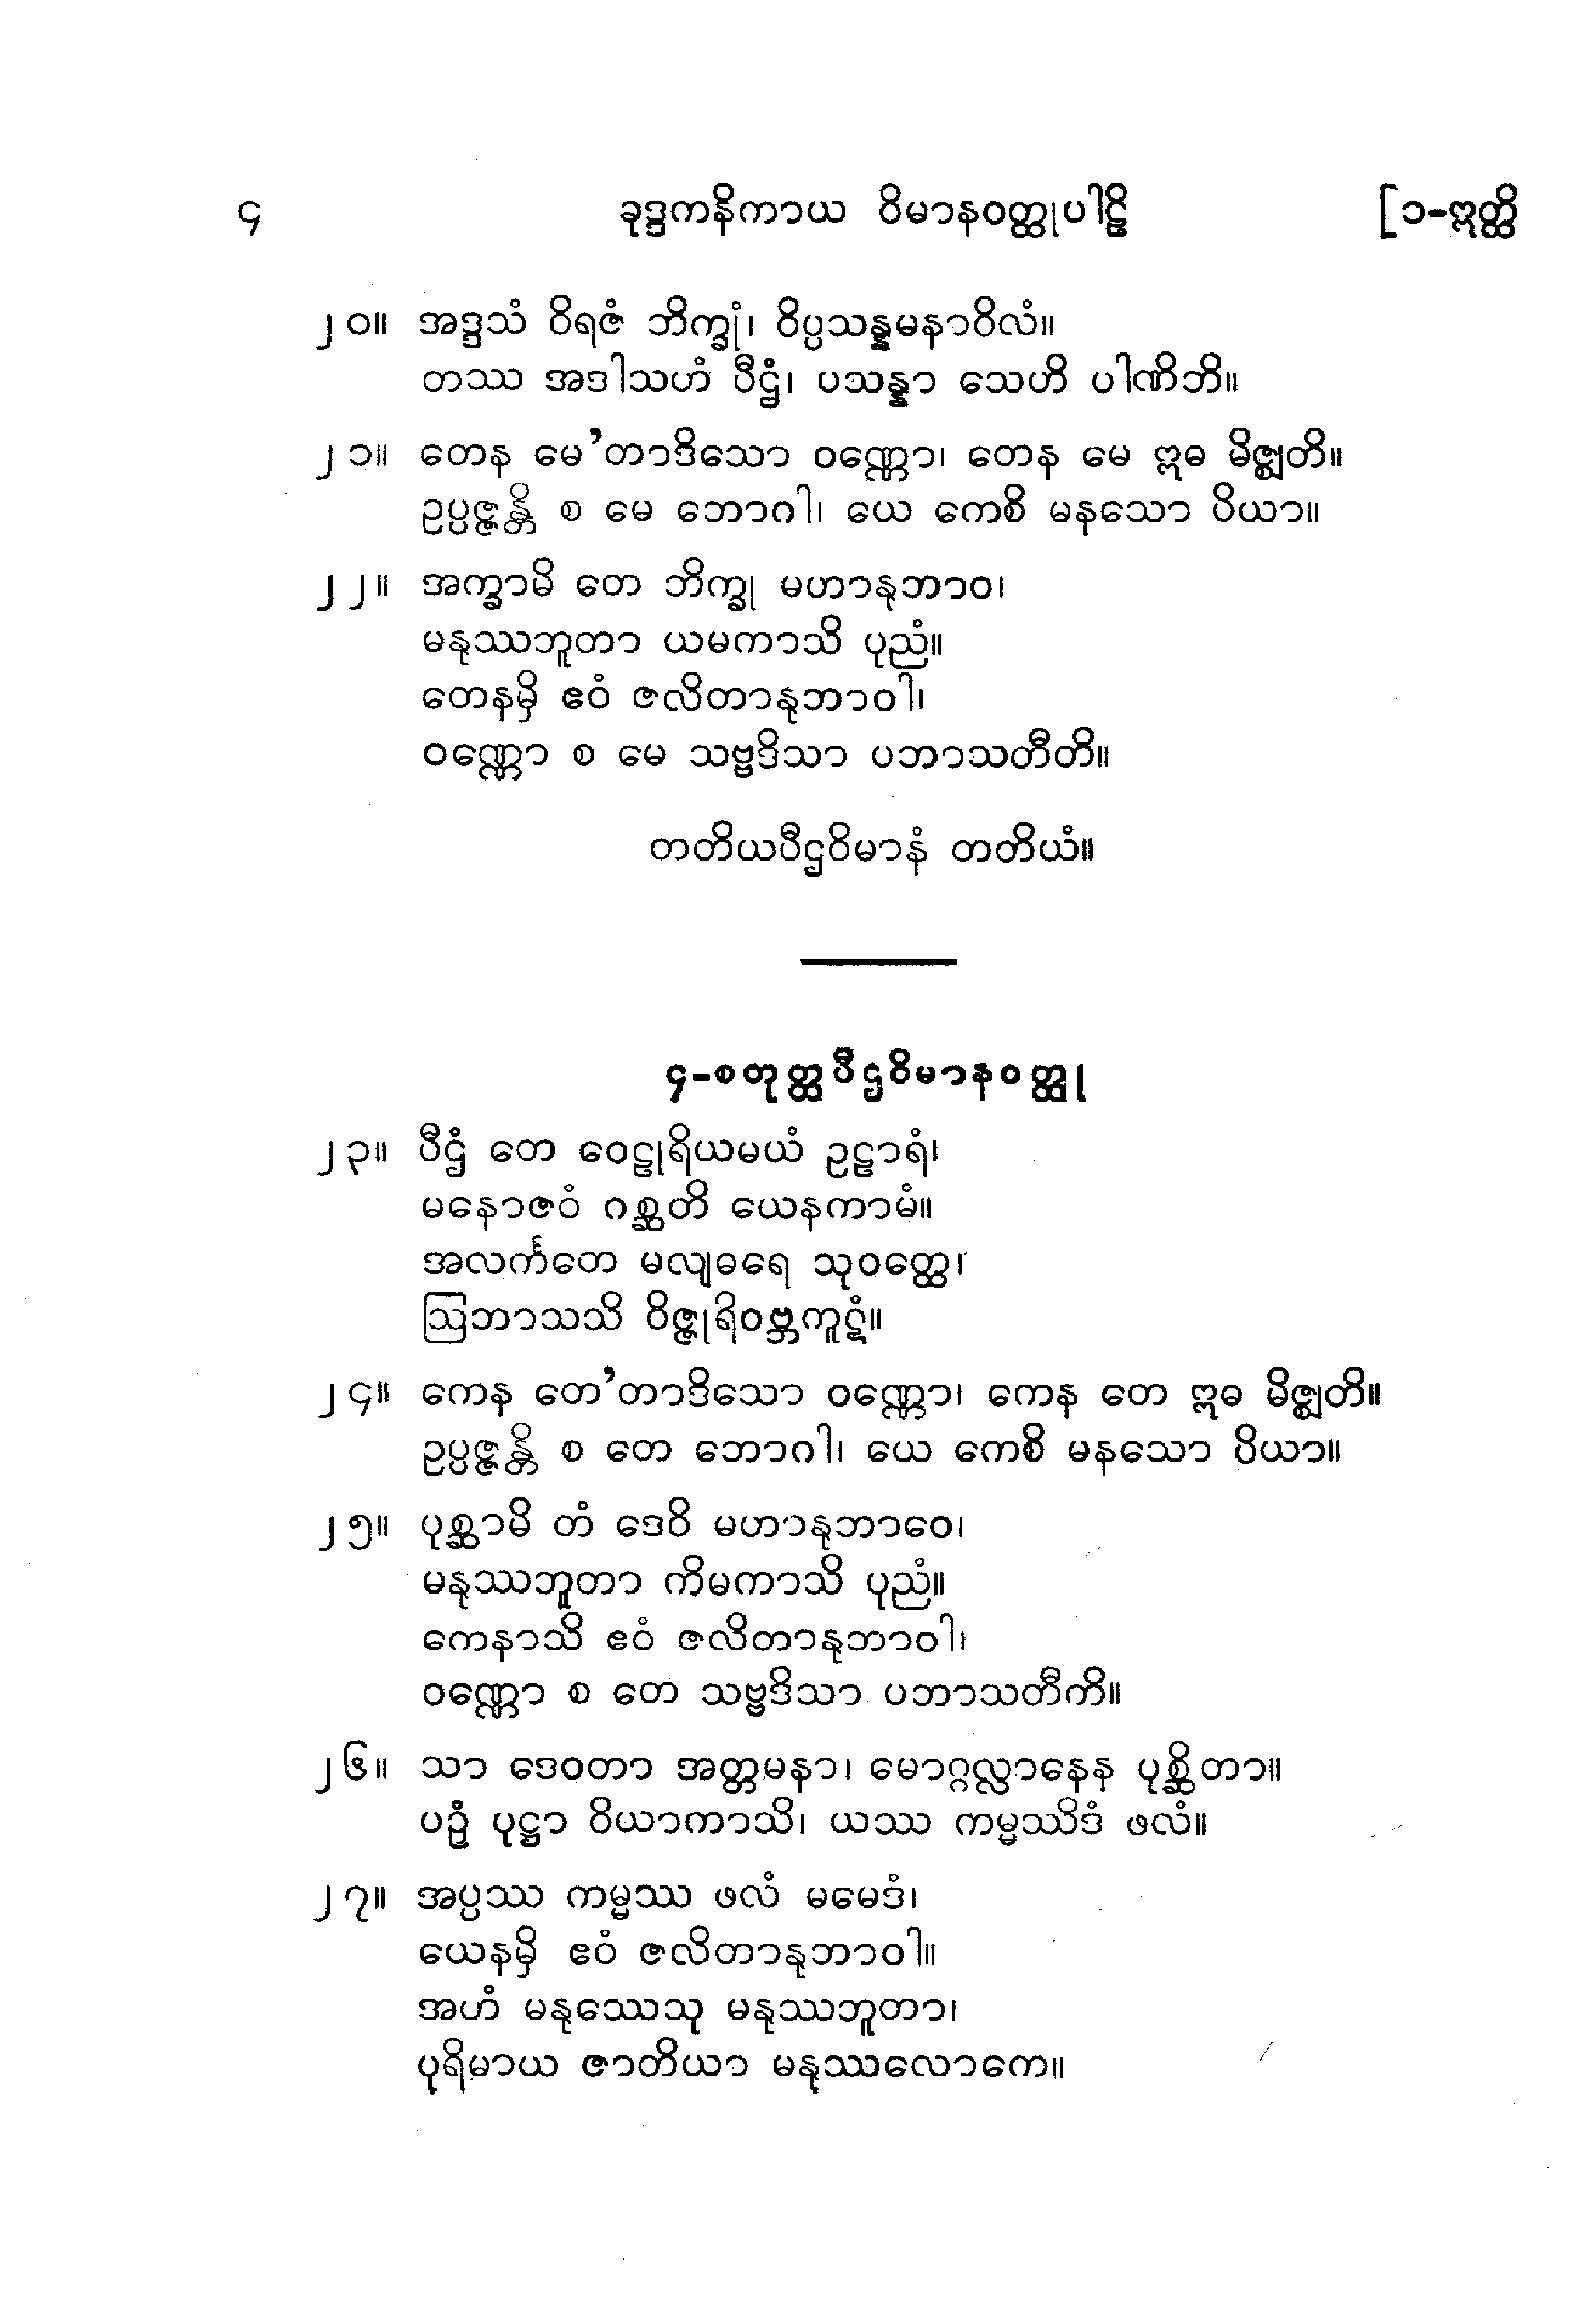 ၄ ခုဒ္ဒကနိကာယ ဝိမာနဝတ္ထုပါဠိ [၁-ဣတ္ထိ
၂၀။ အဒ္ဒသံ ဝိရဇံ ဘိက္ခုံ၊ ဝိပ္ပသန္နမနာဝိလံ။
တဿ အဒါသဟံ ပီဌံ၊ ပသန္နာ သေဟိ ပါဏိဘိ။
၂၁။ တေန မေ’တာဒိသော ဝဏ္ဏော၊ တေန မေ ဣဓ မိဇ္ဈတိ။
ဥပ္ပဇ္ဇန္တိ စ မေ ဘောဂါ၊ ယေ ကေစိ မနသော ပိယာ။
၂၂။ အက္ခာမိ တေ ဘိက္ခု မဟာနုဘာဝ၊
မနုဿဘူတာ ယမကာသိ ပုညံ။
တေနမှိ ဧဝံ ဇလိတာနုဘာဝါ၊
ဝဏ္ဏော စ မေ သဗ္ဗဒိသာ ပဘာသတီတိ။
တတိယပီဌဝိမာနံ တတိယံ။
၄-စတုတ္ထပီဌဝိမာနဝတ္ထု
၂၃။ ပီဌံ တေ ဝေဠုရိယမယံ ဥဠာရံ၊
မနောဇဝံ ဂစ္ဆတိ ယေနကာမံ။
အလင်္ကတေ မလျဓရေ သုဝတ္ထေ၊
ဩဘာသသိ ဝိဇ္ဇုရိဝဗ္ဘကူဋံ။
၂၄။ ကေန တေ’တာဒိသော ဝဏ္ဏော၊ ကေန တေ ဣဓ မိဇ္ဈတိ။
ဥပ္ပဇ္ဇန္တိ စ တေ ဘောဂါ၊ ယေ ကေစိ မနသော ပိယာ။
၂၅။ ပုစ္ဆာမိ တံ ဒေဝိ မဟာနုဘာဝေ၊
မနုဿဘူတာ ကိမကာသိ ပုညံ။
ကေနာသိ ဧဝံ ဇလိတာနုဘာဝါ၊
ဝဏ္ဏော စ တေ သဗ္ဗဒိသာ ပဘာသတီကိ။
၂၆။ သာ ဒေဝတာ အတ္တမနာ၊ မောဂ္ဂလ္လာနေန ပုစ္ဆိတာ။
ပဉှံ ပုဋ္ဌာ ဝိယာကာသိ၊ ယဿ ကမ္မဿိဒံ ဖလံ။
၂၇။ အပ္ပဿ ကမ္မဿ ဖလံ မမေဒံ၊
ယေနမှိ ဧဝံ ဇလိတာနုဘာဝါ။
အဟံ မနုဿေသု မနုဿဘူတာ၊
ပုရိမာယ ဇာတိယာ မနုဿလောကေ။